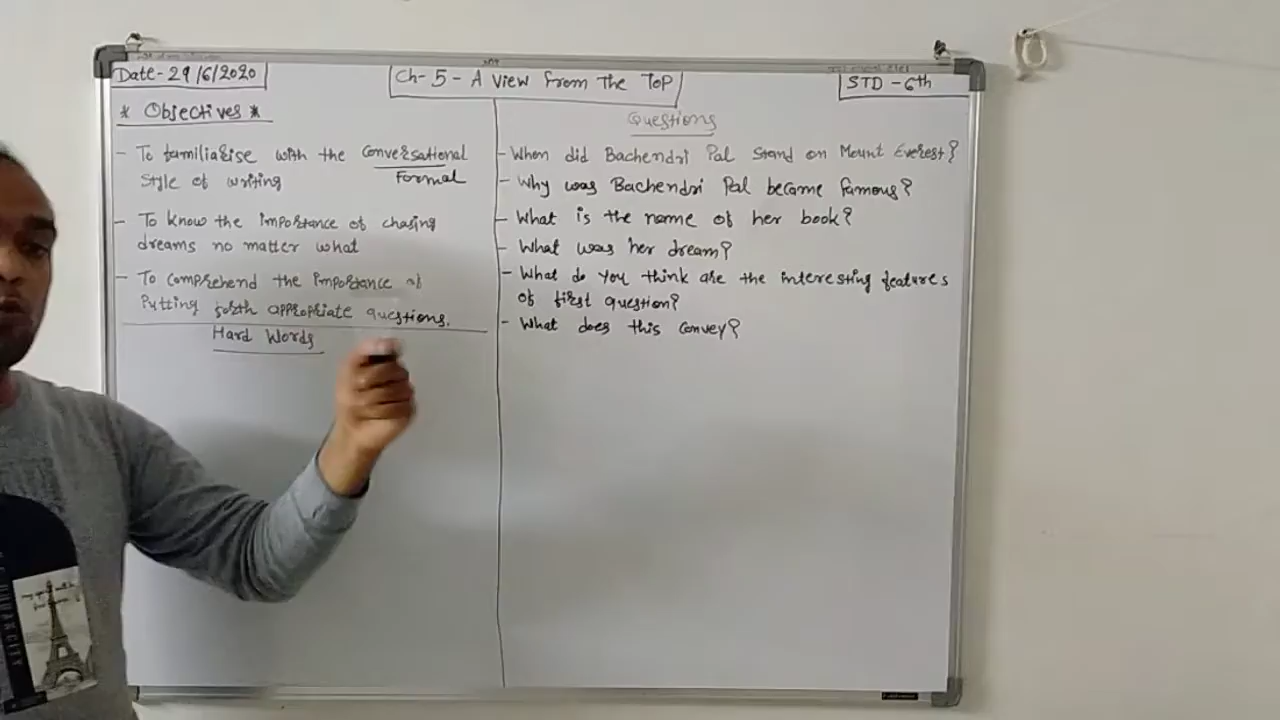 Date- 29/6/2020
Ch- 5 - A View From The Top
STD - 6th
* Objectives *
- To familiarise with the Conversational
Formal
Style of writing
- To know the importance of chasing
dreams no matter what
- To comprehend the importance of
Putting forth appropriate questions.
Hard Words
Questions
- When did Bachendri Pal Stand on Mount Everest?
- Why was Bachendri Pal became famous?
- What is the name of her book?
- What was her dream?
- What do you think are the interesting features
of first question?
- What does this convey?